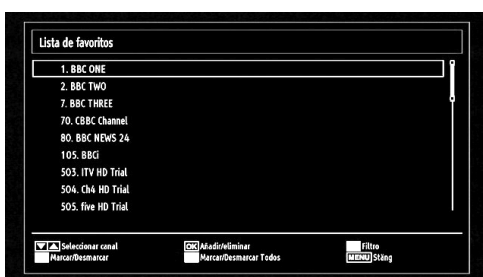 Lista de favoritos
1. BBC ONE
2. BBC TWO
7. BBC THREE
70. CBBC Channel
80. BBC NEWS 24
105. BBCi
503. ITV HD Trial
504. Ch4 HD Trial
505. five HD Trial
Seleccionar canal OK Añadir/eliminar Filtro
Marcar/Desmarcar Marcar/Desmarcar Todos MENU Stäng